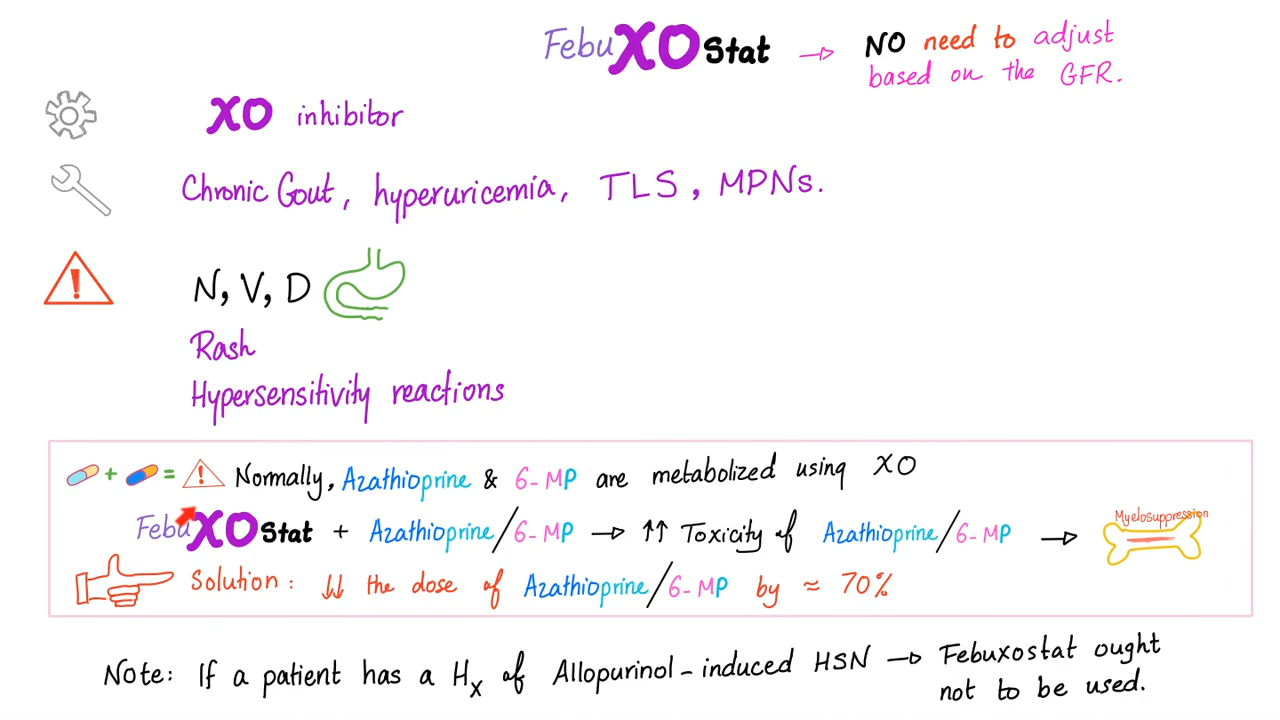 FebuXOStat → NO need to adjust
based on the GFR.
XO inhibitor
Chronic Gout, hyperuricemia, TLS, MPNs.
N, V, D
Rash
Hypersensitivity reactions
+ = ! Normally, Azathioprine & 6-MP are metabolized using XO
FebuXOStat + Azathioprine/6-MP → ↑↑ Toxicity of Azathioprine/6-MP → Myelosuppression
Solution: ↓↓ the dose of Azathioprine/6-MP by ≈ 70%
Note: If a patient has a Hx of Allopurinol-induced HSN → Febuxostat ought
not to be used.